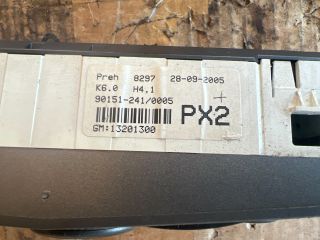 Preh 8297 28-09-2005
K6.0 H4.1
90151-241/0005
PX2
GM:13201300